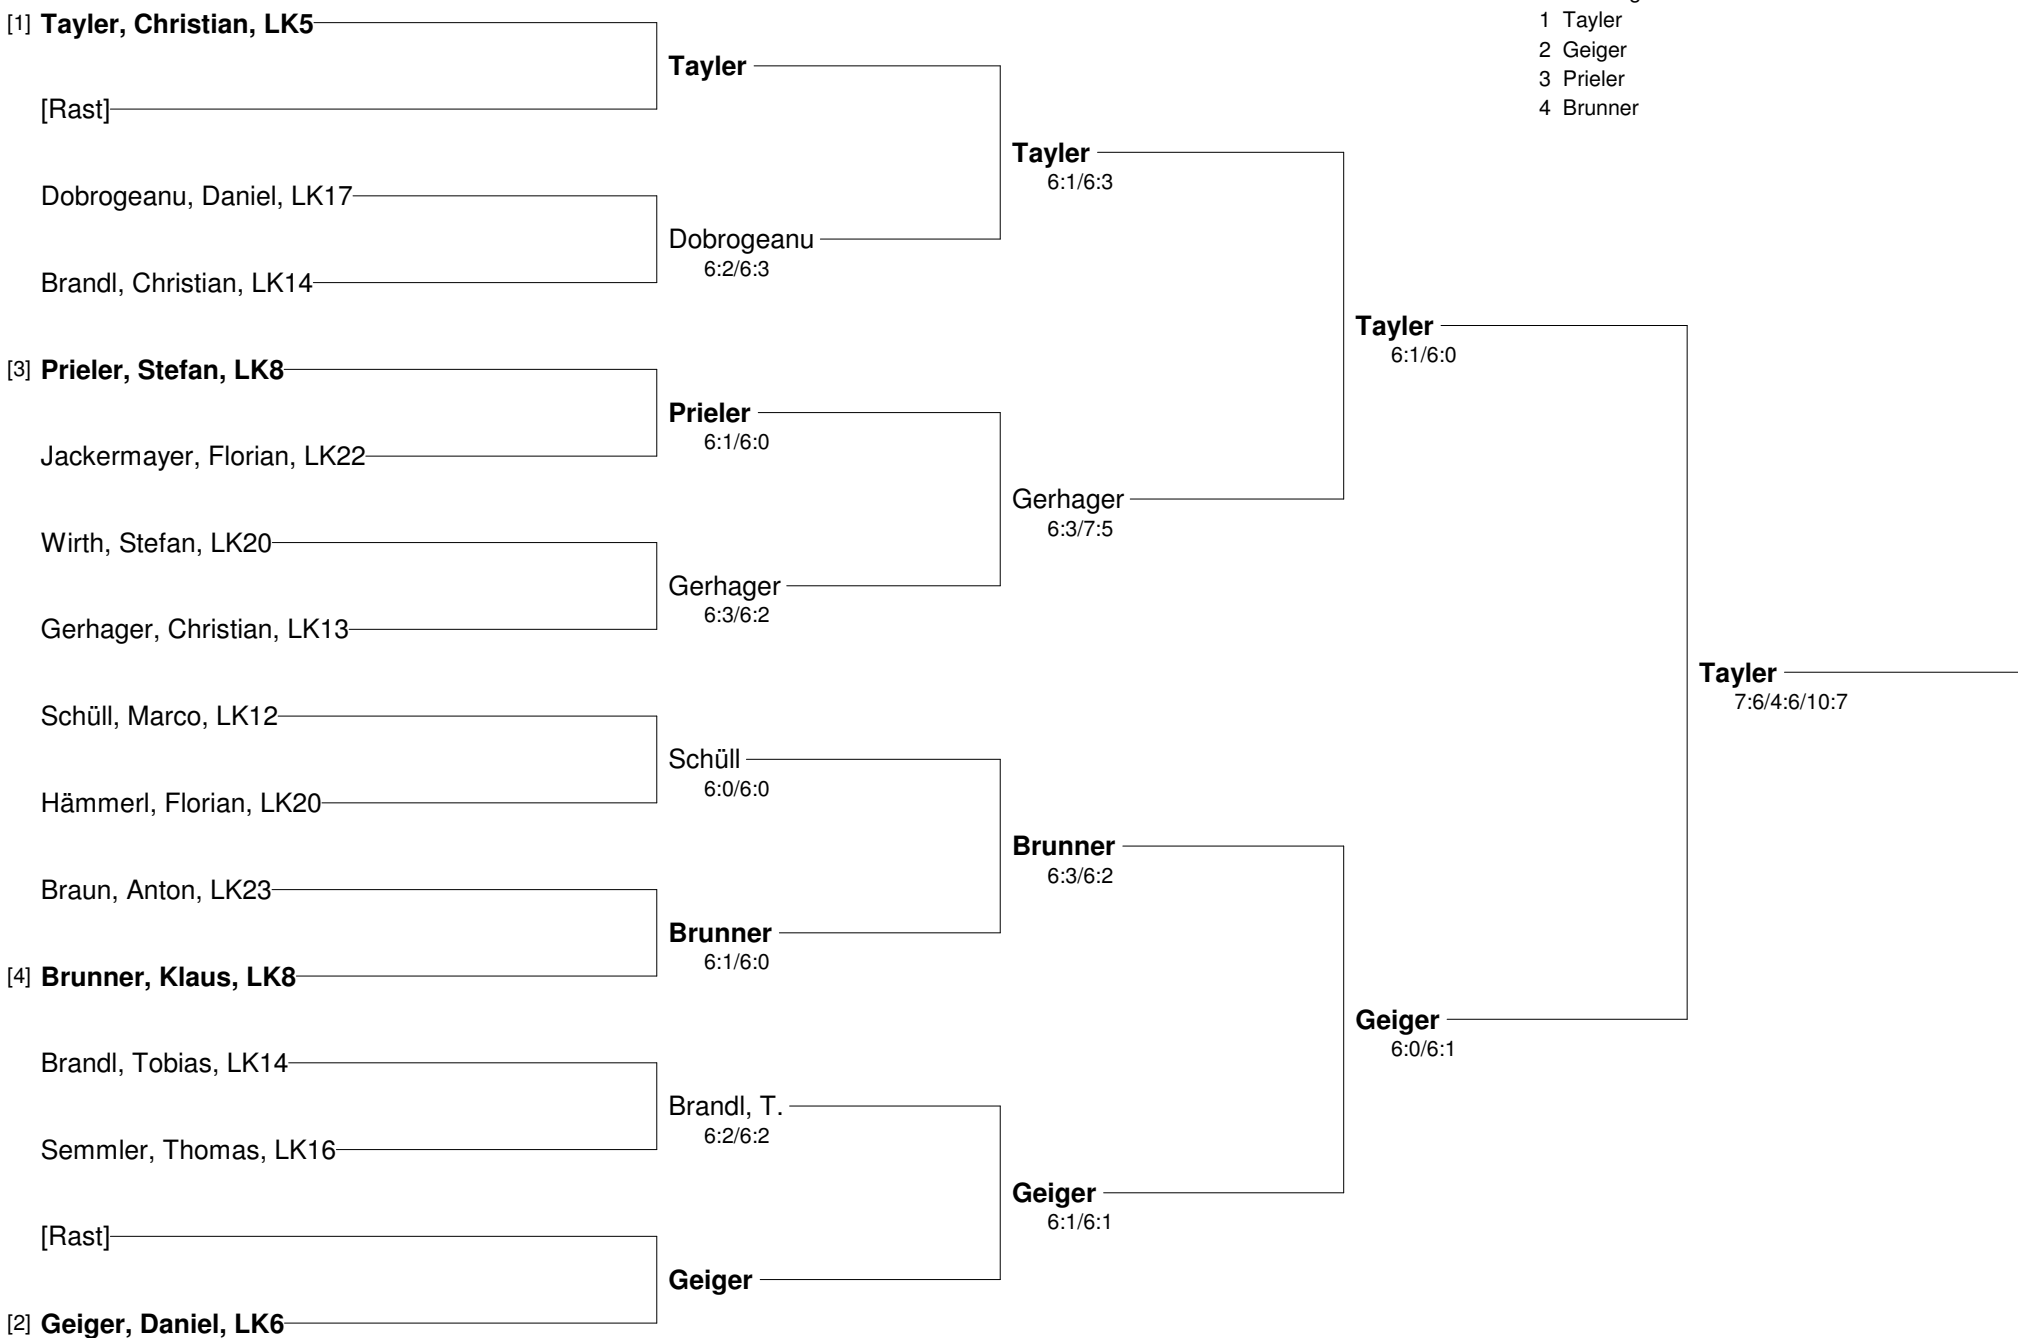 1 Tayler
2 Geiger
3 Prieler
4 Brunner
[1] Tayler, Christian, LK5
[Rast]
Dobrogeanu, Daniel, LK17
Brandl, Christian, LK14
[3] Prieler, Stefan, LK8
Jackermayer, Florian, LK22
Wirth, Stefan, LK20
Gerhager, Christian, LK13
Schüll, Marco, LK12
Hämmerl, Florian, LK20
Braun, Anton, LK23
[4] Brunner, Klaus, LK8
Brandl, Tobias, LK14
Semmler, Thomas, LK16
[Rast]
[2] Geiger, Daniel, LK6
Tayler
Dobrogeanu
6:2/6:3
Prieler
6:1/6:0
Gerhager
6:3/6:2
Schüll
6:0/6:0
Brunner
6:1/6:0
Brandl, T.
6:2/6:2
Geiger
Tayler
6:1/6:3
Gerhager
6:3/7:5
Brunner
6:3/6:2
Geiger
6:1/6:1
Tayler
6:1/6:0
Geiger
6:0/6:1
Tayler
7:6/4:6/10:7